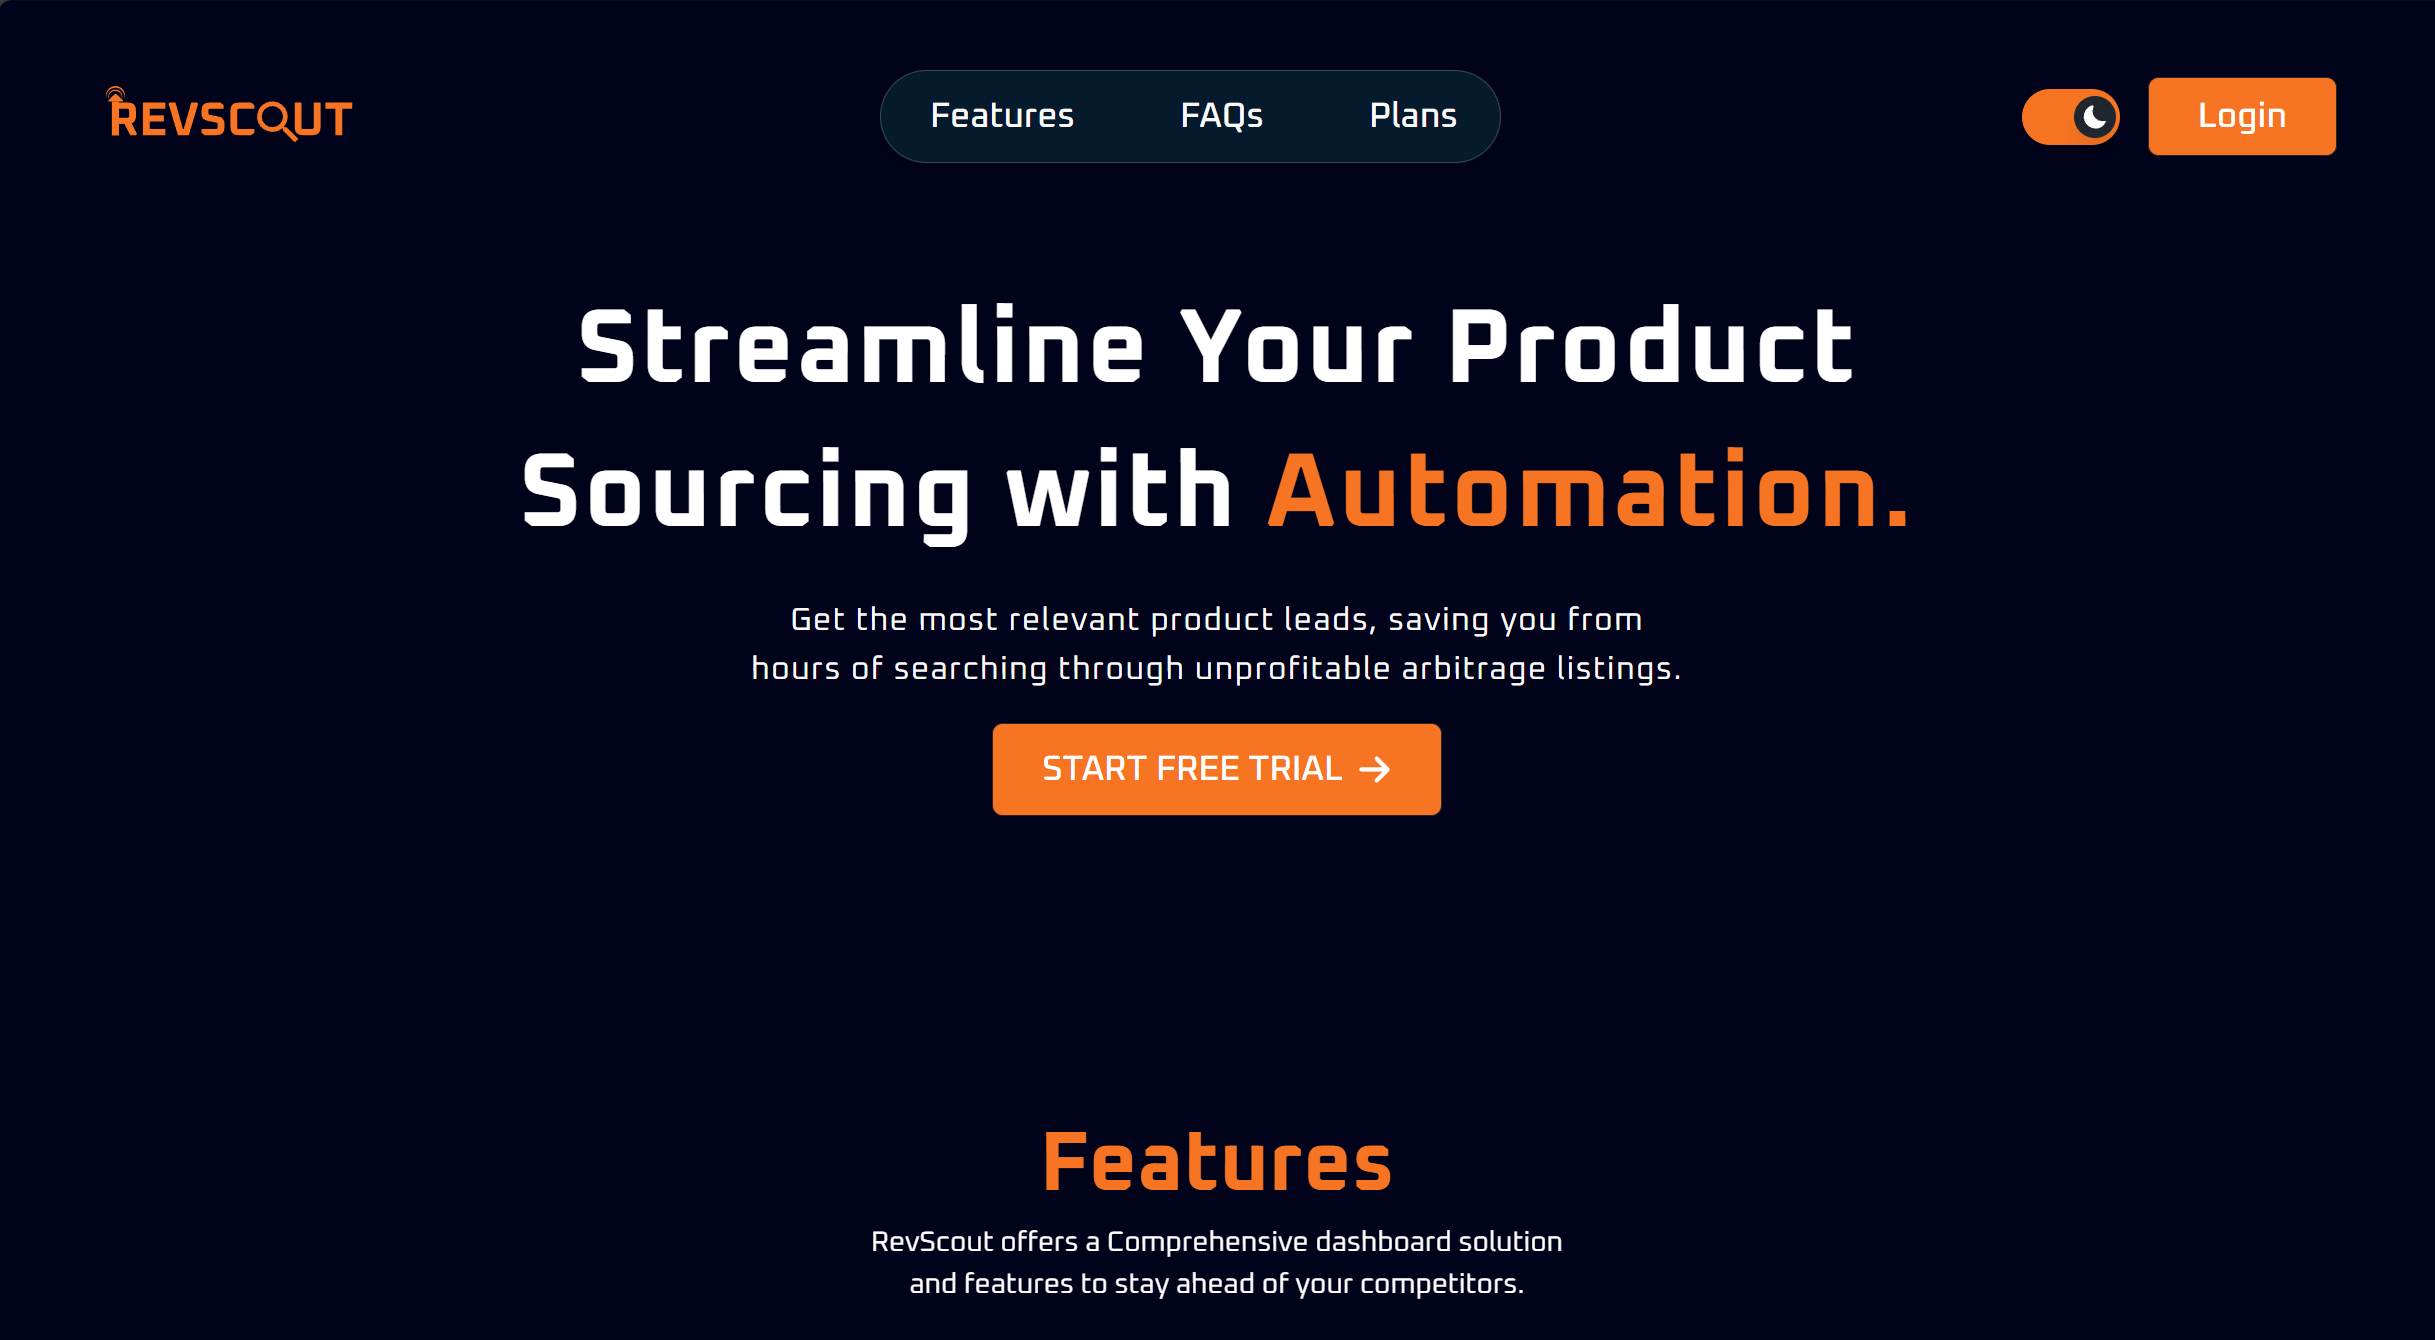 REVSCOUT
Features
FAQs
Plans
Login
Streamline Your Product
Sourcing with Automation.
Get the most relevant product leads, saving you from
hours of searching through unprofitable arbitrage listings.
START FREE TRIAL
Features
RevScout offers a Comprehensive dashboard solution
and features to stay ahead of your competitors.